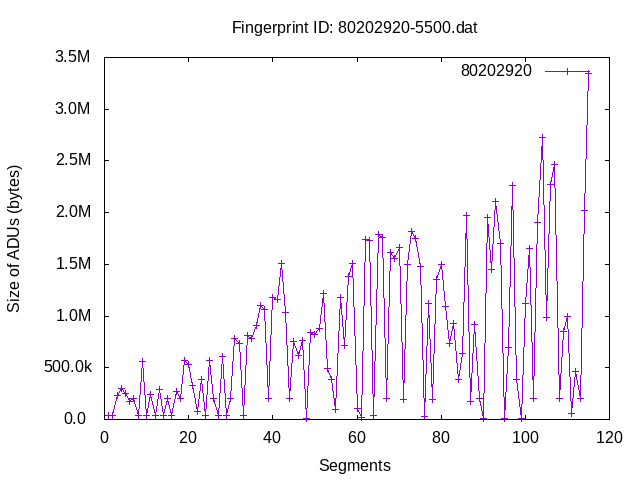 Fingerprint ID: 80202920-5500.dat
80202920
Size of ADUs (bytes)
3.5M
3.0M
2.5M
2.0M
1.5M
1.0M
500.0k
0.0
0 20 40 60 80 100 120
Segments